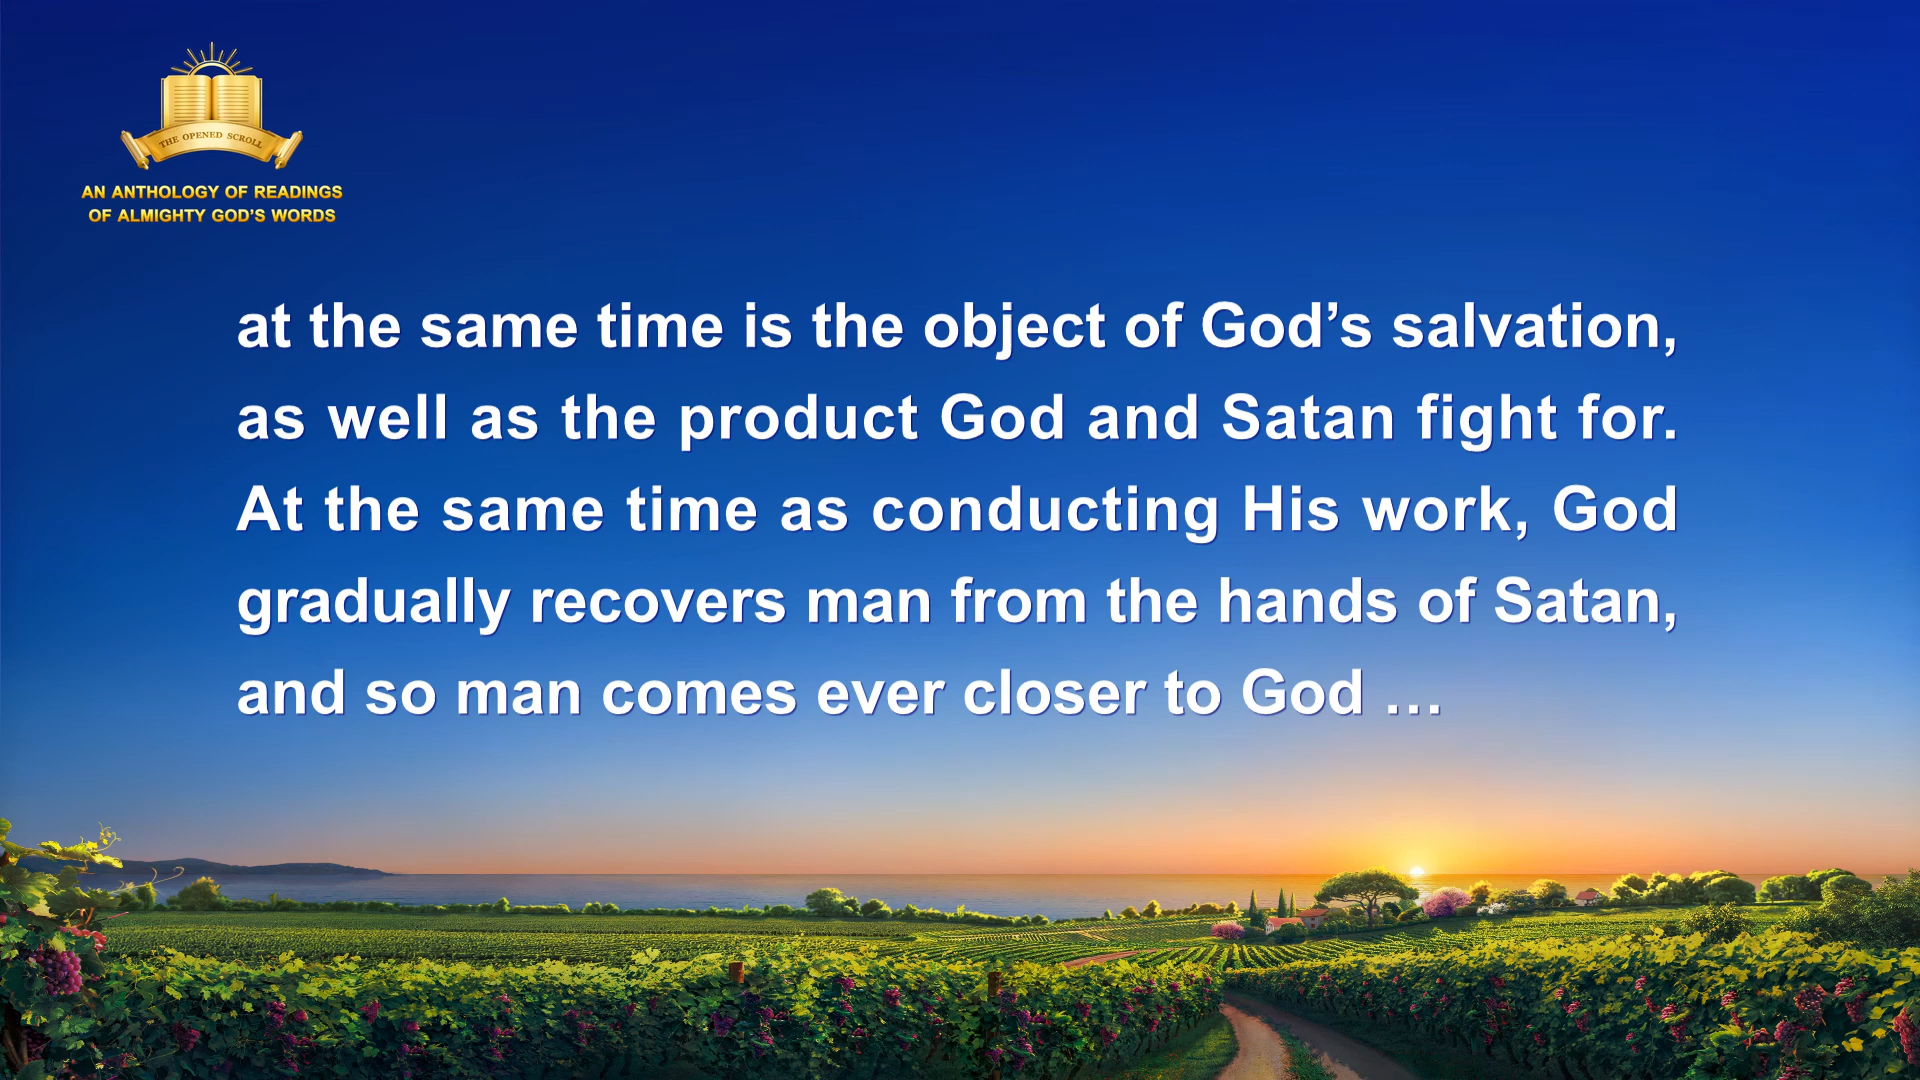 THE OPENED SCROLL
AN ANTHOLOGY OF READINGS
OF ALMIGHTY GOD’S WORDS
at the same time is the object of God’s salvation,
as well as the product God and Satan fight for.
At the same time as conducting His work, God
gradually recovers man from the hands of Satan,
and so man comes ever closer to God …